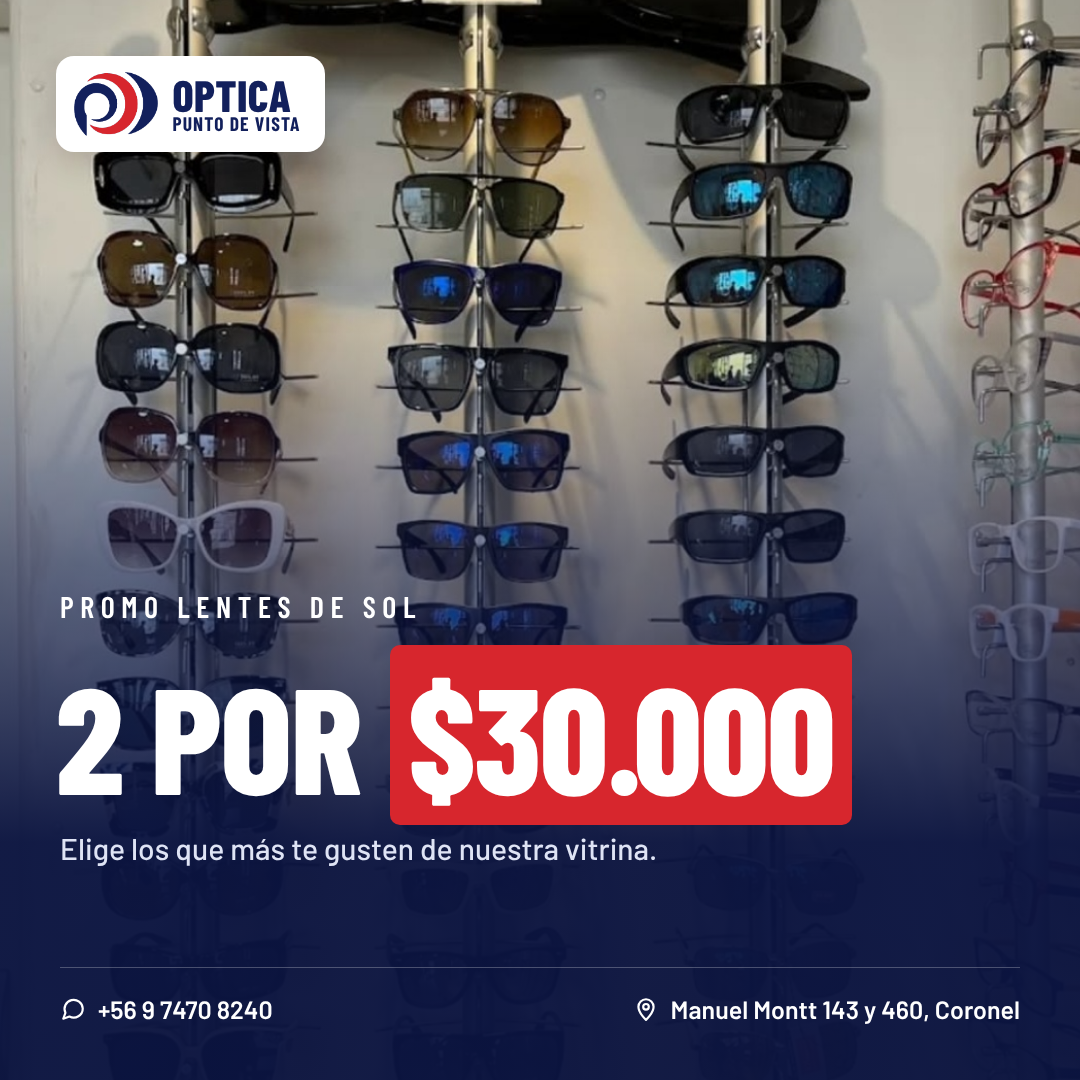 OPTICA
PUNTO DE VISTA
PROMO LENTES DE SOL
2 POR $30.000
Elige los que más te gusten de nuestra vitrina.
+56 9 7470 8240
Manuel Montt 143 y 460, Coronel